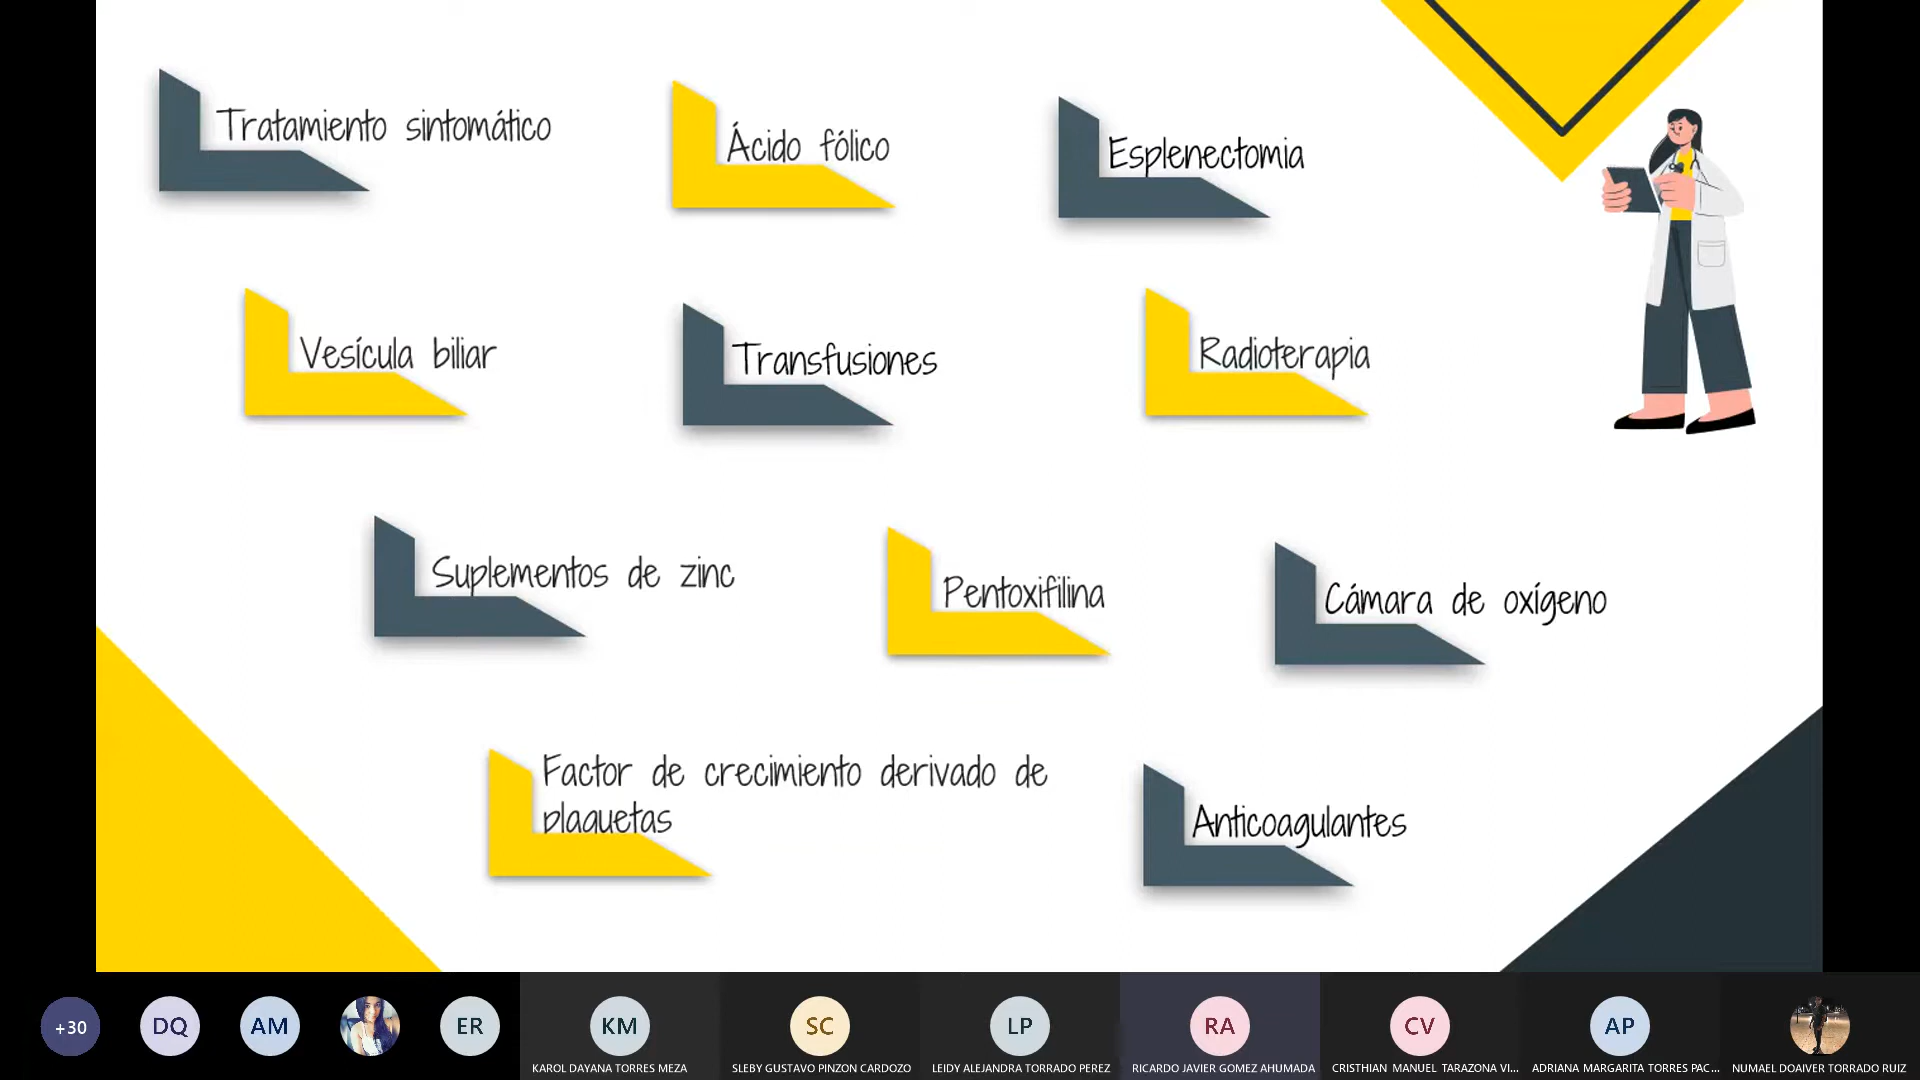 Tratamiento sintomático
Ácido fólico
Esplenectomia
Vesícula biliar
Transfusiones
Radioterapia
Suplementos de zinc
Pentoxifilina
Cámara de oxígeno
Factor de crecimiento derivado de
plaquetas
Anticoagulantes
+30
DQ
AM
ER
KM
SC
LP
RA
CV
AP
KAROL DAYANA TORRES MEZA
SLEBY GUSTAVO PINZON CARDOZO
LEIDY ALEJANDRA TORRADO PEREZ
RICARDO JAVIER GOMEZ AHUMADA
CRISTHIAN MANUEL TARAZONA VI...
ADRIANA MARGARITA TORRES PAC...
NUMAEL DOAIVER TORRADO RUIZ